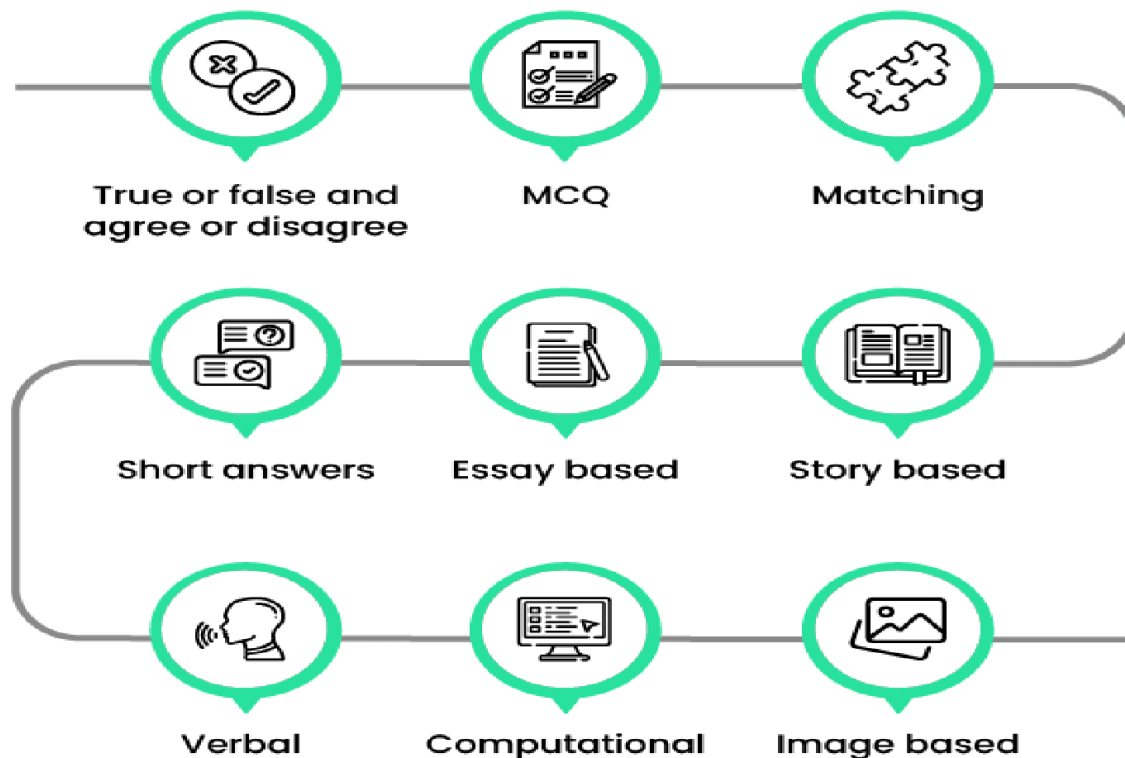 True or false and
agree or disagree
MCQ
Matching
Short answers
Essay based
Story based
Verbal
Computational
Image based